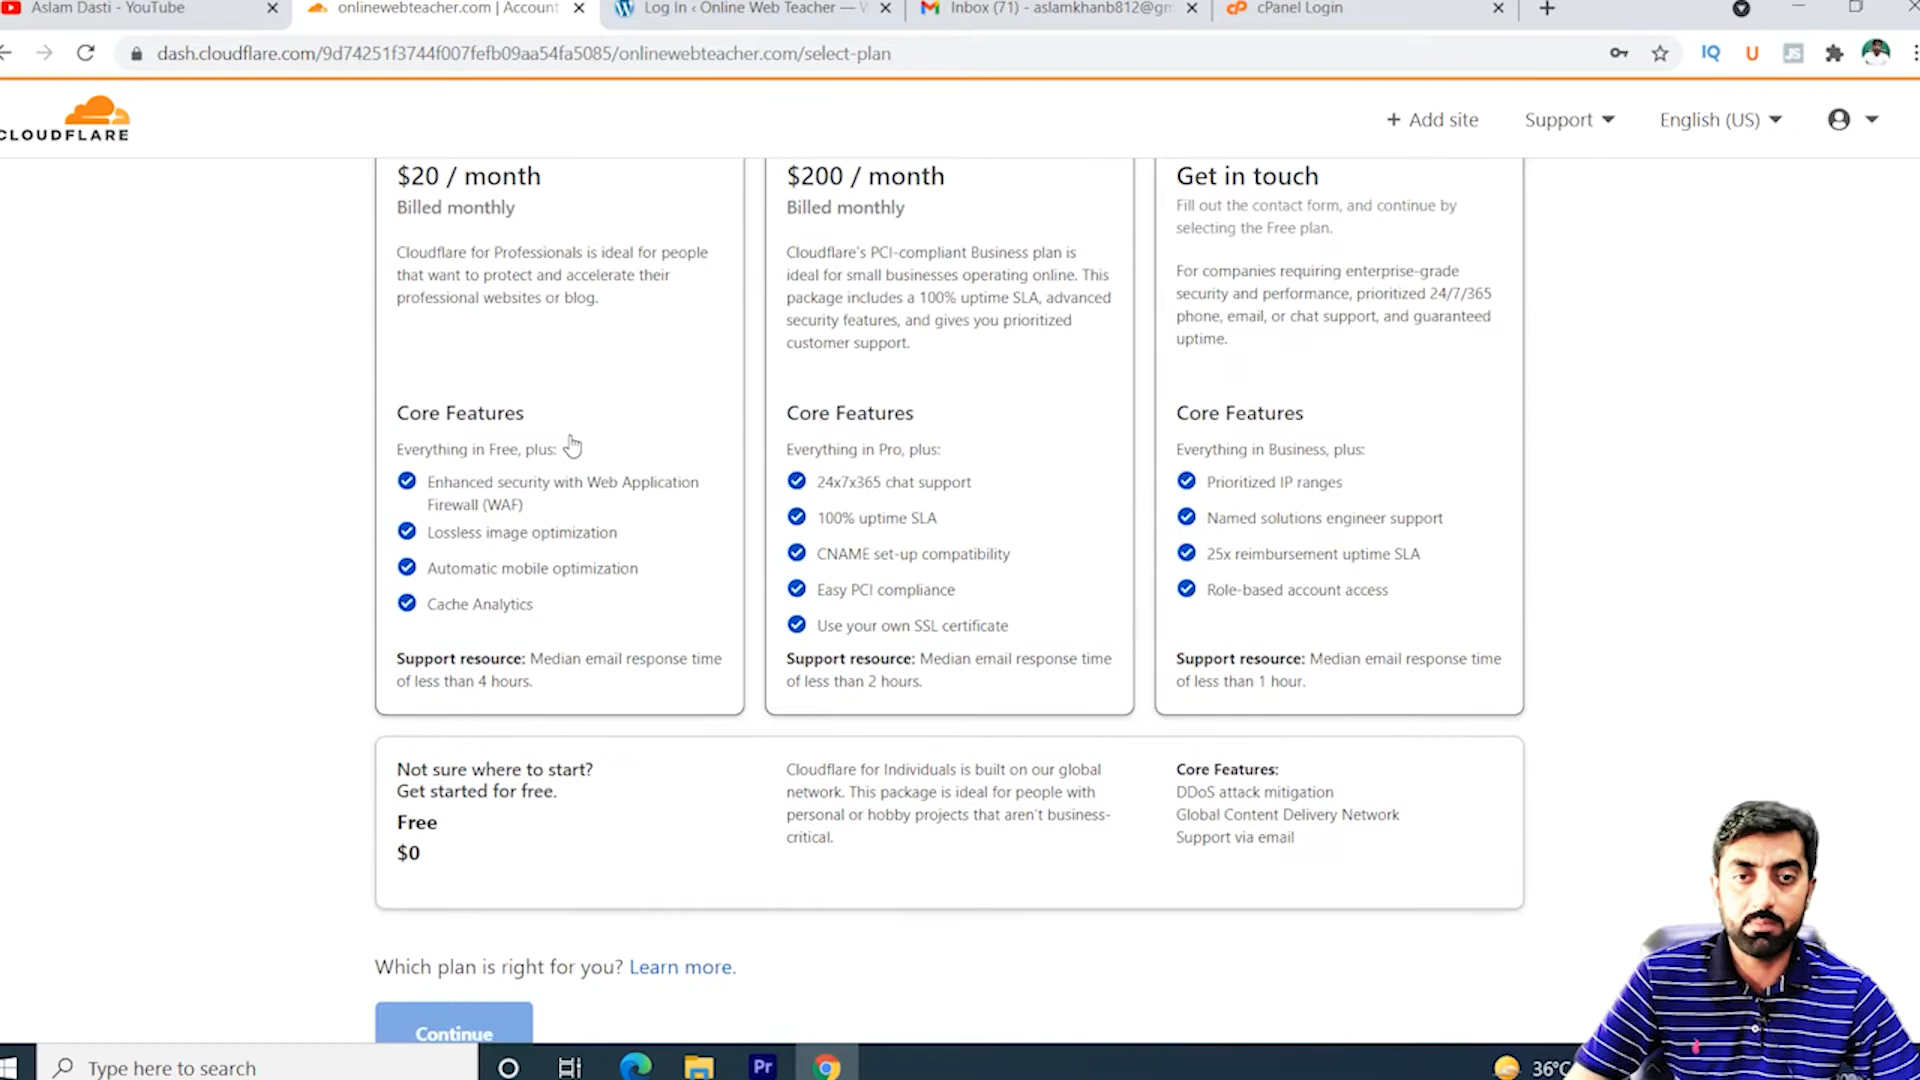 Aslam Dasti - YouTube
onlinewebteacher.com | Account
Log In ‹ Online Web Teacher —
Inbox (71) - aslamkhanb812@gm
cPanel Login
dash.cloudflare.com/9d74251f3744f007fefb09aa54fa5085/onlinewebteacher.com/select-plan
IQ
U
JS
CLOUDFLARE
+ Add site
Support
English (US)
$20 / month
Billed monthly
Cloudflare for Professionals is ideal for people
that want to protect and accelerate their
professional websites or blog.
Core Features
Everything in Free, plus:
Enhanced security with Web Application
Firewall (WAF)
Lossless image optimization
Automatic mobile optimization
Cache Analytics
Support resource: Median email response time
of less than 4 hours.
$200 / month
Billed monthly
Cloudflare's PCI-compliant Business plan is
ideal for small businesses operating online. This
package includes a 100% uptime SLA, advanced
security features, and gives you prioritized
customer support.
Core Features
Everything in Pro, plus:
24x7x365 chat support
100% uptime SLA
CNAME set-up compatibility
Easy PCI compliance
Use your own SSL certificate
Support resource: Median email response time
of less than 2 hours.
Get in touch
Fill out the contact form, and continue by
selecting the Free plan.
For companies requiring enterprise-grade
security and performance, prioritized 24/7/365
phone, email, or chat support, and guaranteed
uptime.
Core Features
Everything in Business, plus:
Prioritized IP ranges
Named solutions engineer support
25x reimbursement uptime SLA
Role-based account access
Support resource: Median email response time
of less than 1 hour.
Not sure where to start?
Get started for free.
Free
$0
Cloudflare for Individuals is built on our global
network. This package is ideal for people with
personal or hobby projects that aren't business-
critical.
Core Features:
DDoS attack mitigation
Global Content Delivery Network
Support via email
Which plan is right for you? Learn more.
Continue
Type here to search
Pr
36°C